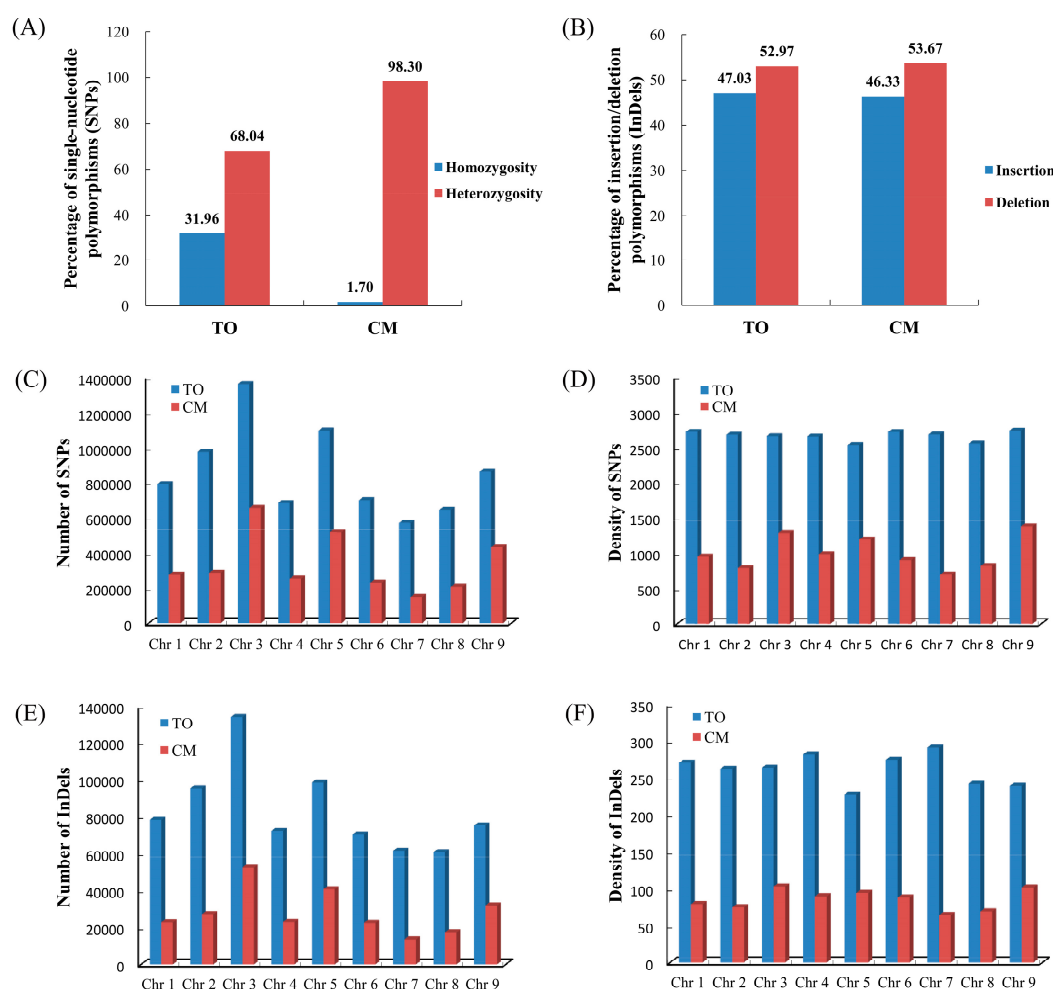 (A)
Percentage of single-nucleotide
polymorphisms (SNPs)
120
100
80
60
40
20
0
31.96
68.04
1.70
98.30
TO
CM
Homozygosity
Heterozygosity
(B)
Percentage of insertion/deletion
polymorphisms (InDels)
60
50
40
30
20
10
0
47.03
52.97
46.33
53.67
TO
CM
Inscrtion
Deletion
(C)
Number of SNPs
1400000
1200000
1000000
800000
600000
400000
200000
0
TO
CM
Chr 1 Chr 2 Chr 3 Chr 4 Chr 5 Chr 6 Chr 7 Chr 8 Chr 9
(D)
Density of SNPs
3500
3000
2500
2000
1500
1000
500
0
TO
CM
Chr 1 Chr 2 Chr 3 Chr 4 Chr 5 Chr 6 Chr 7 Chr 8 Chr 9
(E)
Number of InDels
140000
120000
100000
80000
60000
40000
20000
0
TO
CM
Chr 1 Chr 2 Chr 3 Chr 4 Chr 5 Chr 6 Chr 7 Chr 8 Chr 9
(F)
Density of InDels
350
300
250
200
150
100
50
0
TO
CM
Chr 1 Chr 2 Chr 3 Chr 4 Chr 5 Chr 6 Chr 7 Chr 8 Chr 9